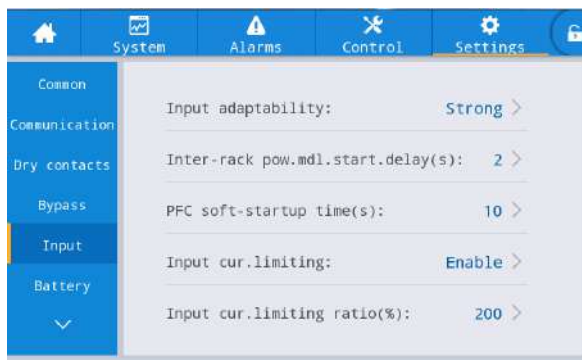 System
Alarms
Control
Settings
Common
Communication
Dry contacts
Bypass
Input
Battery
Input adaptability: Strong
Inter-rack pow.mdl.start.delay(s): 2
PFC soft-startup time(s): 10
Input cur.limiting: Enable
Input cur.limiting ratio(%): 200